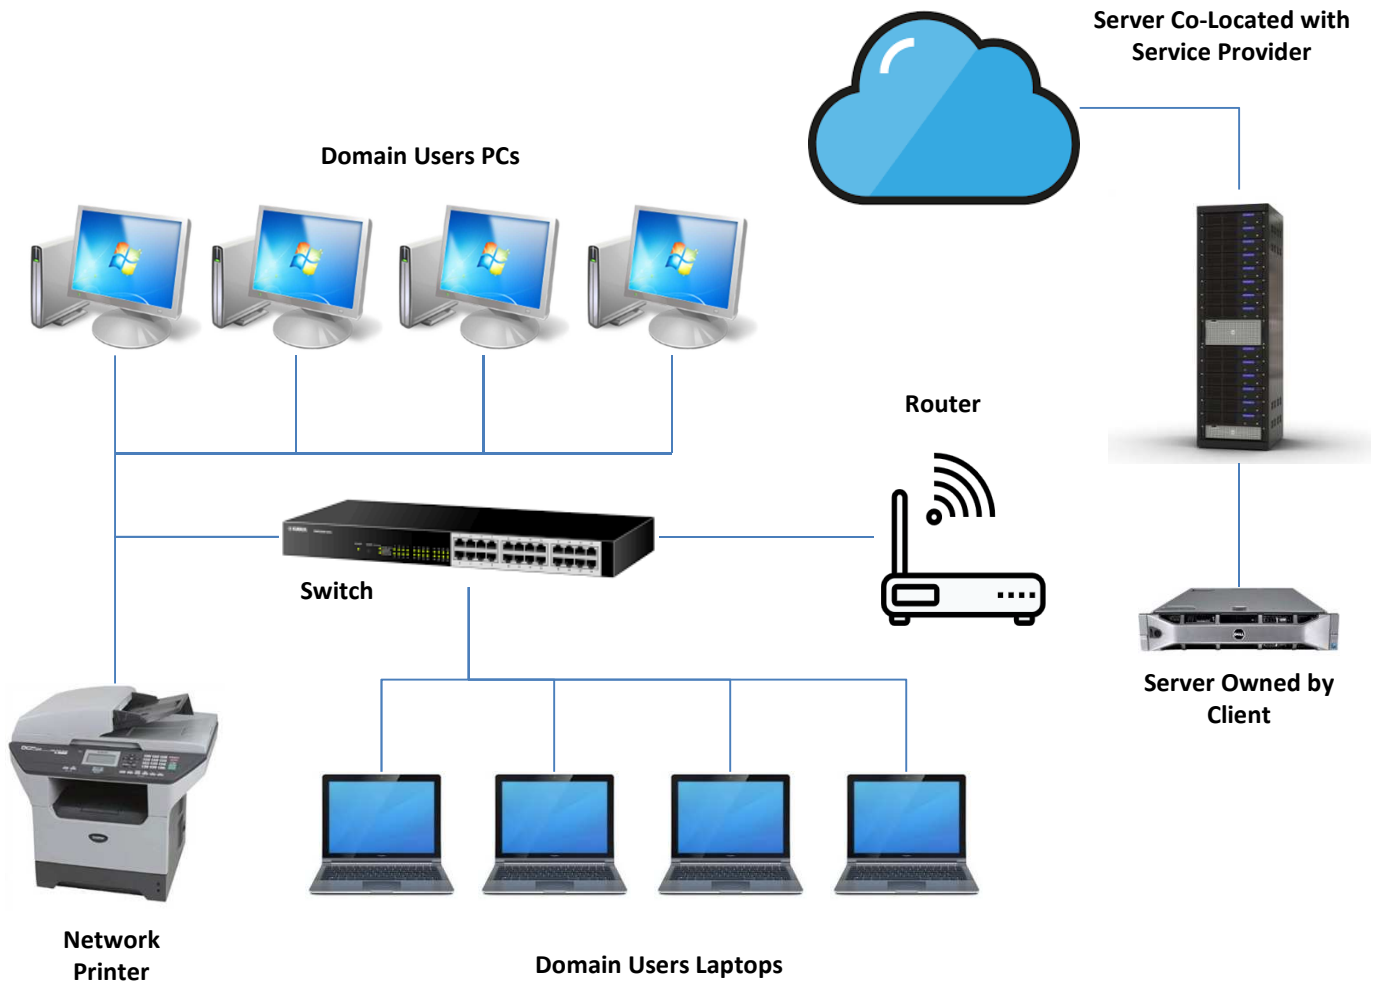 Server Co-Located with
Service Provider
Domain Users PCs
Router
Switch
DELL
Server Owned by
Client
Network
Printer
Domain Users Laptops